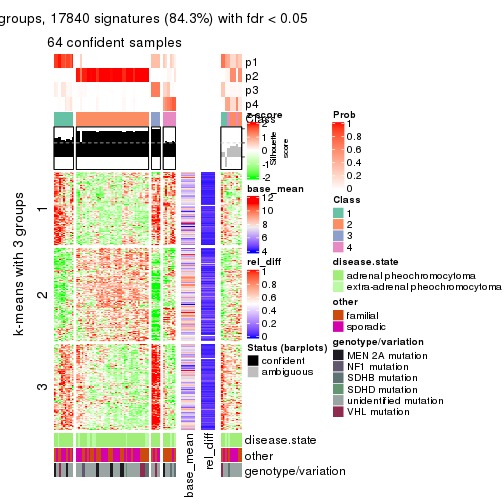 groups, 17840 signatures (84.3%) with fdr < 0.05
64 confident samples
p1
p2
p3
p4
Class
z-score
2
1
0
-1
-2
Silhouette
score
base_mean
12
10
8
6
4
rel_diff
1
0.8
0.6
0.4
0.2
0
Status (barplots)
confident
ambiguous
Prob
1
0.8
0.6
0.4
0.2
0
Class
1
2
3
4
disease.state
adrenal pheochromocytoma
extra-adrenal pheochromocytoma
other
familial
sporadic
genotype/variation
MEN 2A mutation
NF1 mutation
SDHB mutation
SDHD mutation
unidentified mutation
VHL mutation
k-means with 3 groups
1
2
3
disease.state
other
genotype/variation
base_mean
rel_diff